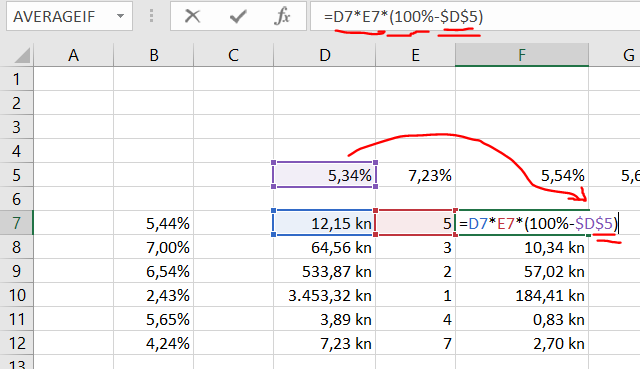 AVERAGEIF fx =D7*E7*(100%-$D$5)
A B C D E F G
1
2
3
4
5 5,34% 7,23% 5,54% 5,6
6
7 5,44% 12,15 kn 5 =D7*E7*(100%-$D$5)
8 7,00% 64,56 kn 3 10,34 kn
9 6,54% 533,87 kn 2 57,02 kn
10 2,43% 3.453,32 kn 1 184,41 kn
11 5,65% 3,89 kn 4 0,83 kn
12 4,24% 7,23 kn 7 2,70 kn
13